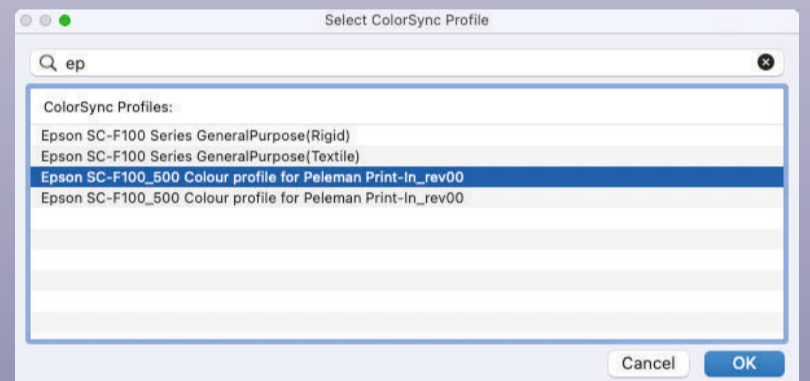 Select ColorSync Profile
ep
ColorSync Profiles:
Epson SC-F100 Series GeneralPurpose(Rigid)
Epson SC-F100 Series GeneralPurpose(Textile)
Epson SC-F100_500 Colour profile for Peleman Print-In_rev00
Epson SC-F100_500 Colour profile for Peleman Print-In_rev00
Cancel OK